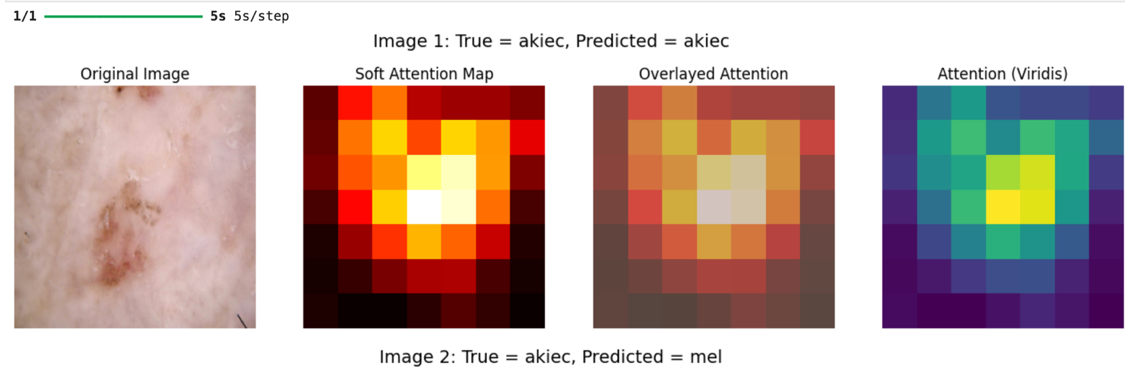 1/1 5s 5s/step
Image 1: True = akiec, Predicted = akiec
Original Image Soft Attention Map Overlayed Attention Attention (Viridis)
Image 2: True = akiec, Predicted = mel